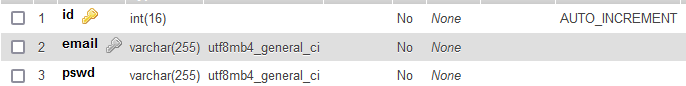 1 id int(16) No None AUTO_INCREMENT
2 email varchar(255) utf8mb4_general_ci No None
3 pswd varchar(255) utf8mb4_general_ci No None